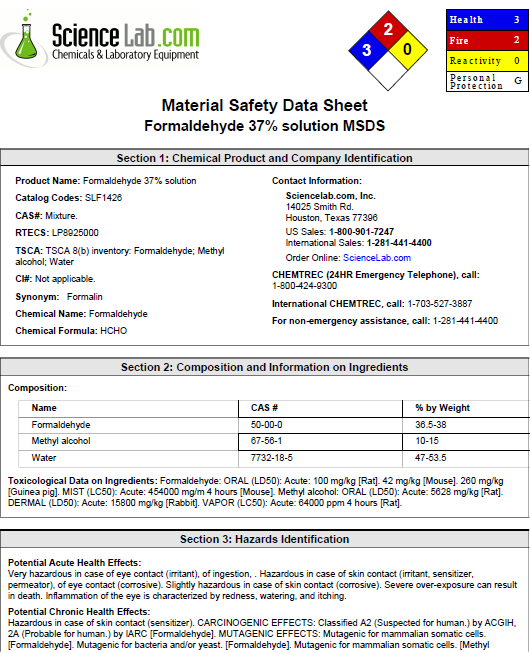 Science Lab.com
Chemicals & Laboratory Equipment
2
3
0
Health 3
Fire 2
Reactivity 0
Personal
Protection G
Material Safety Data Sheet
Formaldehyde 37% solution MSDS
Section 1: Chemical Product and Company Identification
Product Name: Formaldehyde 37% solution
Catalog Codes: SLF1426
CAS#: Mixture.
RTECS: LP8925000
TSCA: TSCA 8(b) inventory: Formaldehyde; Methyl
alcohol; Water
CI#: Not applicable.
Synonym: Formalin
Chemical Name: Formaldehyde
Chemical Formula: HCHO
Contact Information:
Sciencelab.com, Inc.
14025 Smith Rd.
Houston, Texas 77396
US Sales: 1-800-901-7247
International Sales: 1-281-441-4400
Order Online: ScienceLab.com
CHEMTREC (24HR Emergency Telephone), call:
1-800-424-9300
International CHEMTREC, call: 1-703-527-3887
For non-emergency assistance, call: 1-281-441-4400
Section 2: Composition and Information on Ingredients
Composition:
Name CAS # % by Weight
Formaldehyde 50-00-0 36.5-38
Methyl alcohol 67-56-1 10-15
Water 7732-18-5 47-53.5
Toxicological Data on Ingredients: Formaldehyde: ORAL (LD50): Acute: 100 mg/kg [Rat]. 42 mg/kg [Mouse]. 260 mg/kg
[Guinea pig]. MIST (LC50): Acute: 454000 mg/m 4 hours [Mouse]. Methyl alcohol: ORAL (LD50): Acute: 5628 mg/kg [Rat].
DERMAL (LD50): Acute: 15800 mg/kg [Rabbit]. VAPOR (LC50): Acute: 64000 ppm 4 hours [Rat].
Section 3: Hazards Identification
Potential Acute Health Effects:
Very hazardous in case of eye contact (irritant), of ingestion, . Hazardous in case of skin contact (irritant, sensitizer,
permeator), of eye contact (corrosive). Slightly hazardous in case of skin contact (corrosive). Severe over-exposure can result
in death. Inflammation of the eye is characterized by redness, watering, and itching.
Potential Chronic Health Effects:
Hazardous in case of skin contact (sensitizer). CARCINOGENIC EFFECTS: Classified A2 (Suspected for human.) by ACGIH,
2A (Probable for human.) by IARC [Formaldehyde]. MUTAGENIC EFFECTS: Mutagenic for mammalian somatic cells.
[Formaldehyde]. Mutagenic for bacteria and/or yeast. [Formaldehyde]. Mutagenic for mammalian somatic cells. [Methyl